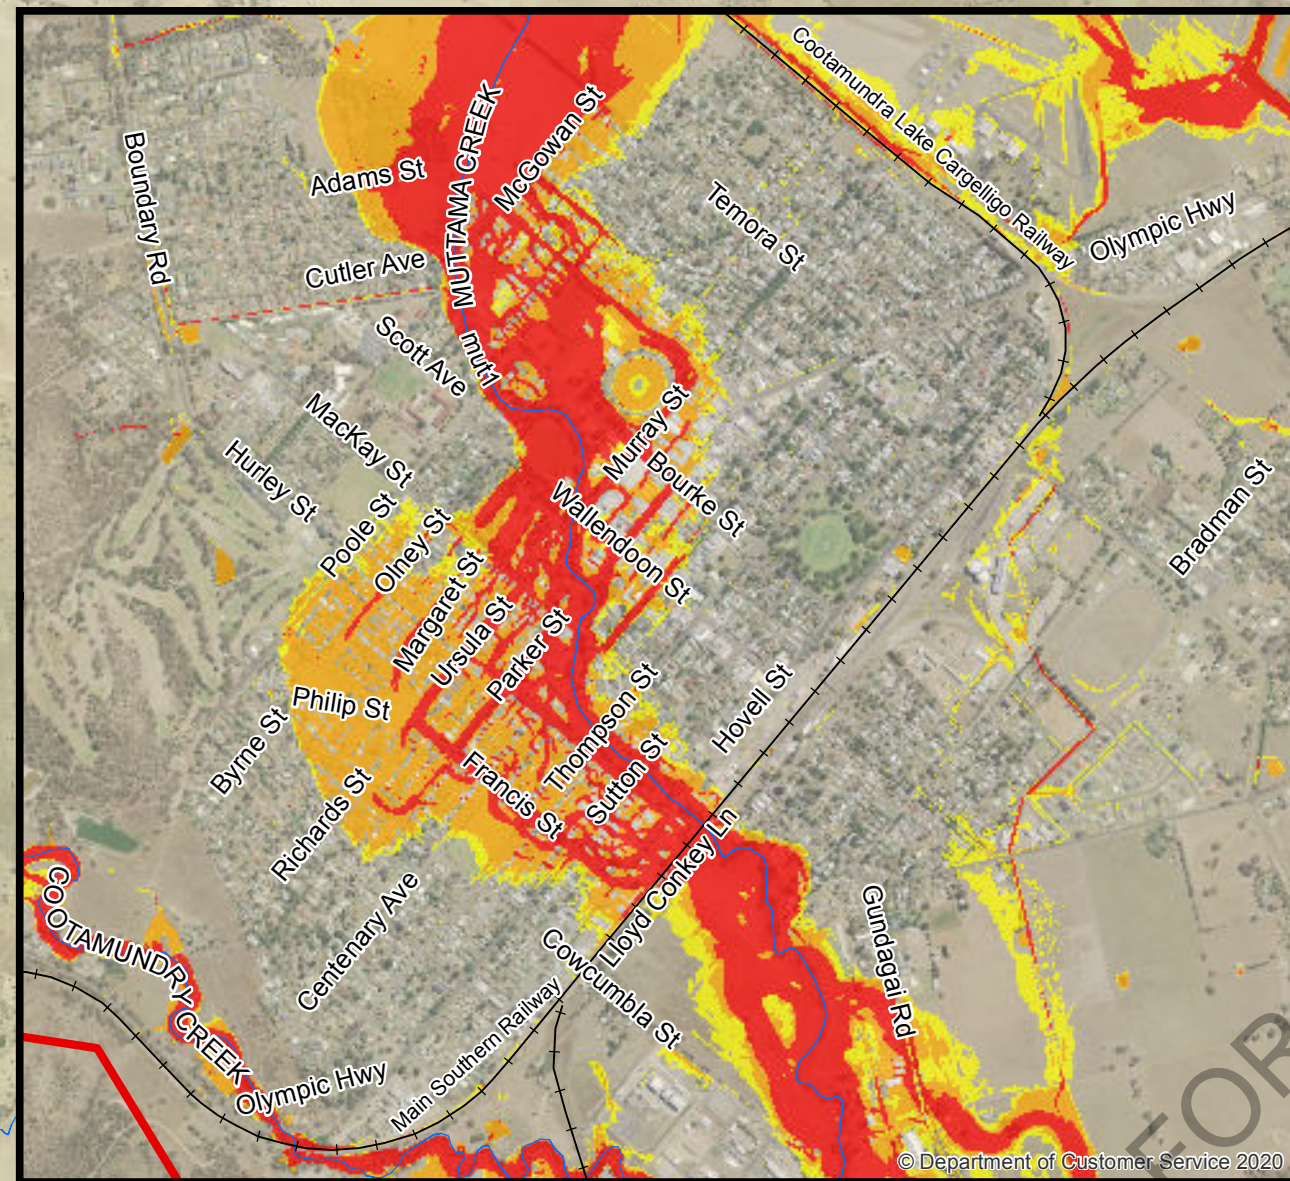 Cootamundra Lake Cargelligo Railway
MUTTAMA CREEK
McGowan St
Boundary Rd
Adams St
Temora St
Olympic Hwy
Cutler Ave
Scott Ave
mut1
MacKay St
Murray St
Hurley St
Bourke St
Poole St
Olney St
Wallendoon St
Bradman St
Margaret St
Ursula St
Parker St
Philip St
Thompson St
Hovell St
Byrne St
Sutton St
Francis St
Richards St
Lloyd Conkey Ln
COOTAMUNDRY CREEK
Centenary Ave
Gundagai Rd
Cowcumbla St
Main Southern Railway
Olympic Hwy
FOR
© Department of Customer Service 2020